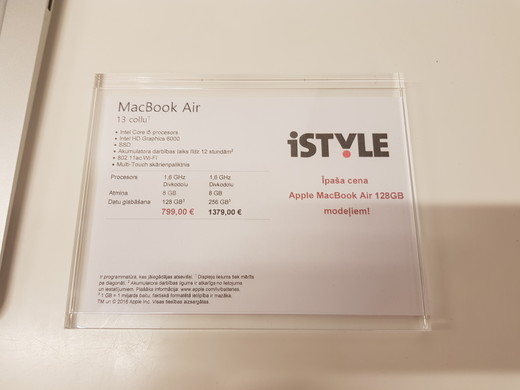 MacBook Air
13 collu¹
• Intel Core i5 procesors
• Intel HD Graphics 6000
• SSD
• Akumulatora darbības laiks līdz 12 stundām²
• 802.11ac Wi-Fi
• Multi-Touch skārienpaliktnis
Procesors 1,6 GHz Divkodolu 1,6 GHz Divkodolu
Atmiņa 8 GB 8 GB
Datu glabāšana 128 GB³ 256 GB³
799,00 € 1379,00 €
iSTYLE
Īpaša cena
Apple MacBook Air 128GB
modeļiem!
Ir programmatūra, kas jāiegādājas atsevišķi. ¹ Displeja lielums tiek mērīts
pa diagonāli. ² Akumulatora darbības ilgums ir atkarīgs no lietojuma
un iestatījumiem. Plašāka informācija: www.apple.com/lv/batteries.
³ 1 GB = 1 miljards baitu; faktiskā formatētā ietilpība ir mazāka.
TM un © 2016 Apple Inc. Visas tiesības aizsargātas.